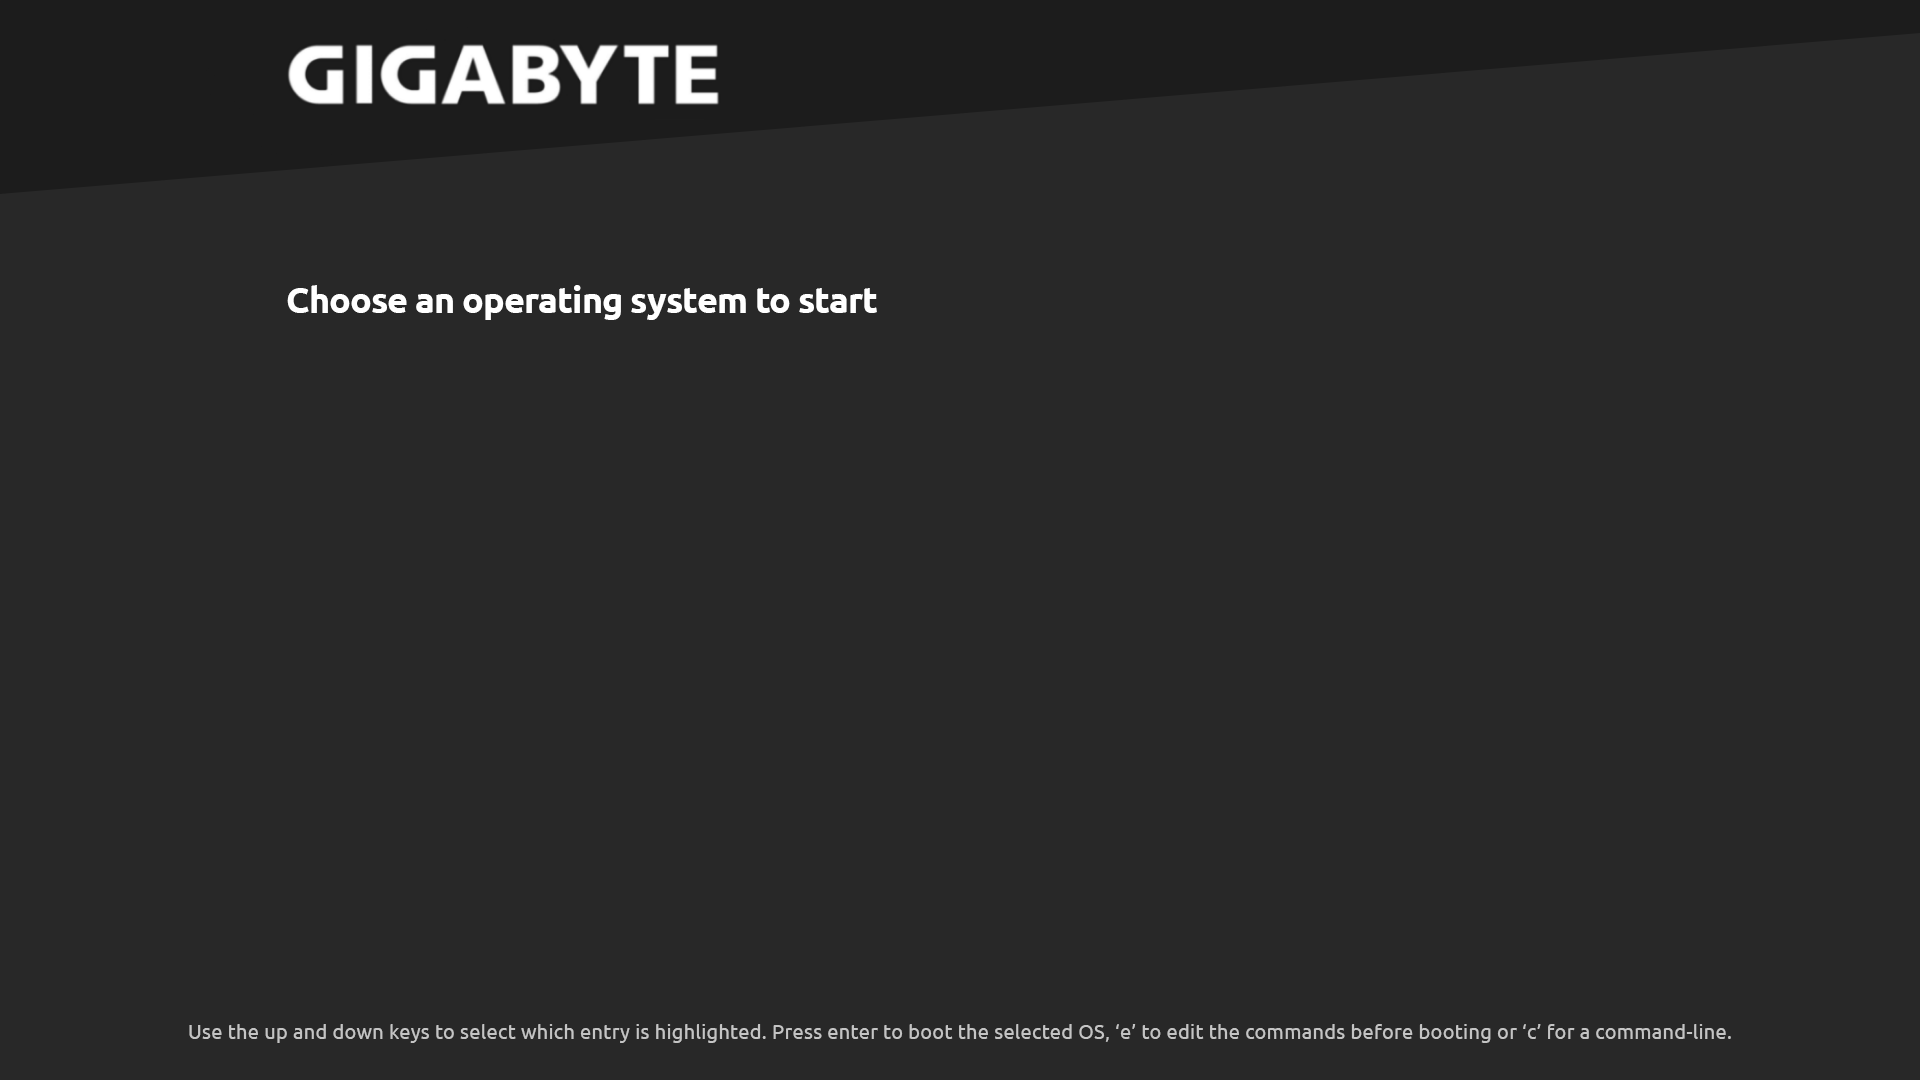 GIGABYTE
Choose an operating system to start
Use the up and down keys to select which entry is highlighted. Press enter to boot the selected OS, ‘e’ to edit the commands before booting or ‘c’ for a command-line.